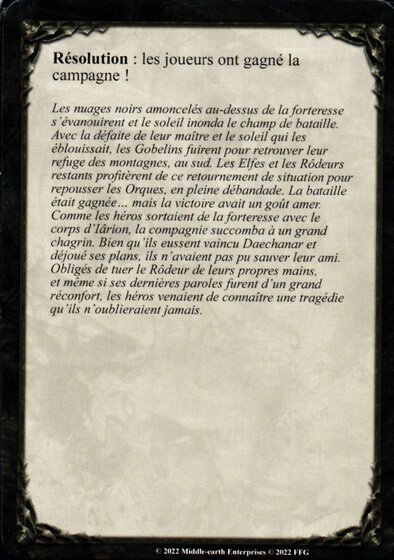 Résolution : les joueurs ont gagné la
campagne !
Les nuages noirs amoncelés au-dessus de la forteresse
s'évanouirent et le soleil inonda le champ de bataille.
Avec la défaite de leur maître et le soleil qui les
éblouissait, les Gobelins fuirent pour retrouver leur
refuge des montagnes, au sud. Les Elfes et les Rôdeurs
restants profitèrent de ce retournement de situation pour
repousser les Orques, en pleine débandade. La bataille
était gagnée… mais la victoire avait un goût amer.
Comme les héros sortaient de la forteresse avec le
corps d'Iârion, la compagnie succomba à un grand
chagrin. Bien qu'ils eussent vaincu Daechanar et
déjoué ses plans, ils n'avaient pas pu sauver leur ami.
Obligés de tuer le Rôdeur de leurs propres mains,
et même si ses dernières paroles furent d'un grand
réconfort, les héros venaient de connaître une tragédie
qu'ils n'oublieraient jamais.
© 2022 Middle-earth Enterprises © 2022 FFG